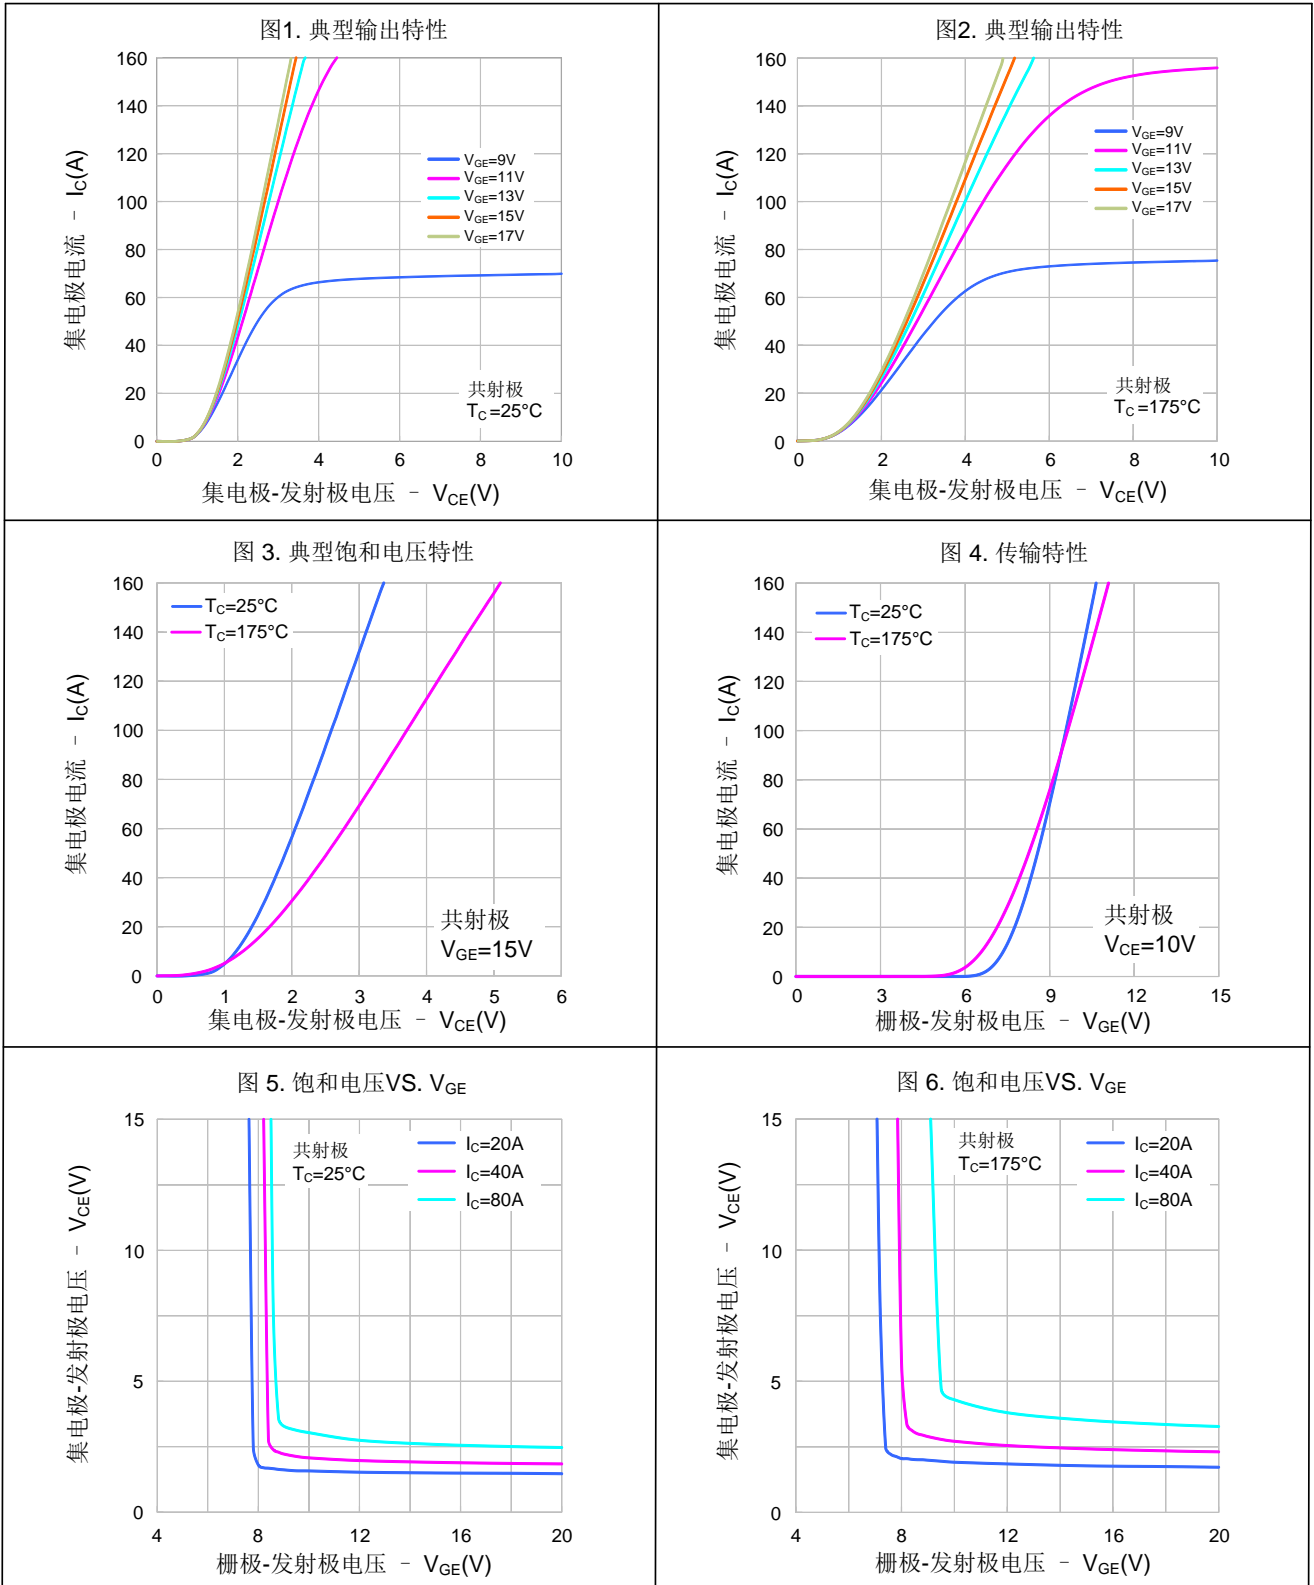 图1. 典型输出特性
集电极电流 － IC(A)
160
140
120
100
80
60
40
20
0
VGE=9V
VGE=11V
VGE=13V
VGE=15V
VGE=17V
共射极
TC=25°C
0 2 4 6 8 10
集电极-发射极电压 － VCE(V)
图2. 典型输出特性
集电极电流 － IC(A)
160
140
120
100
80
60
40
20
0
VGE=9V
VGE=11V
VGE=13V
VGE=15V
VGE=17V
共射极
TC=175°C
0 2 4 6 8 10
集电极-发射极电压 － VCE(V)
图 3. 典型饱和电压特性
集电极电流 － IC(A)
160
140
120
100
80
60
40
20
0
TC=25°C
TC=175°C
共射极
VGE=15V
0 1 2 3 4 5 6
集电极-发射极电压 － VCE(V)
图 4. 传输特性
集电极电流 － IC(A)
160
140
120
100
80
60
40
20
0
TC=25°C
TC=175°C
共射极
VCE=10V
0 3 6 9 12 15
栅极-发射极电压 － VGE(V)
图 5. 饱和电压VS. VGE
集电极-发射极电压 － VCE(V)
15
10
5
0
共射极
TC=25°C
IC=20A
IC=40A
IC=80A
4 8 12 16 20
栅极-发射极电压 － VGE(V)
图 6. 饱和电压VS. VGE
集电极-发射极电压 － VCE(V)
15
10
5
0
共射极
TC=175°C
IC=20A
IC=40A
IC=80A
4 8 12 16 20
栅极-发射极电压 － VGE(V)